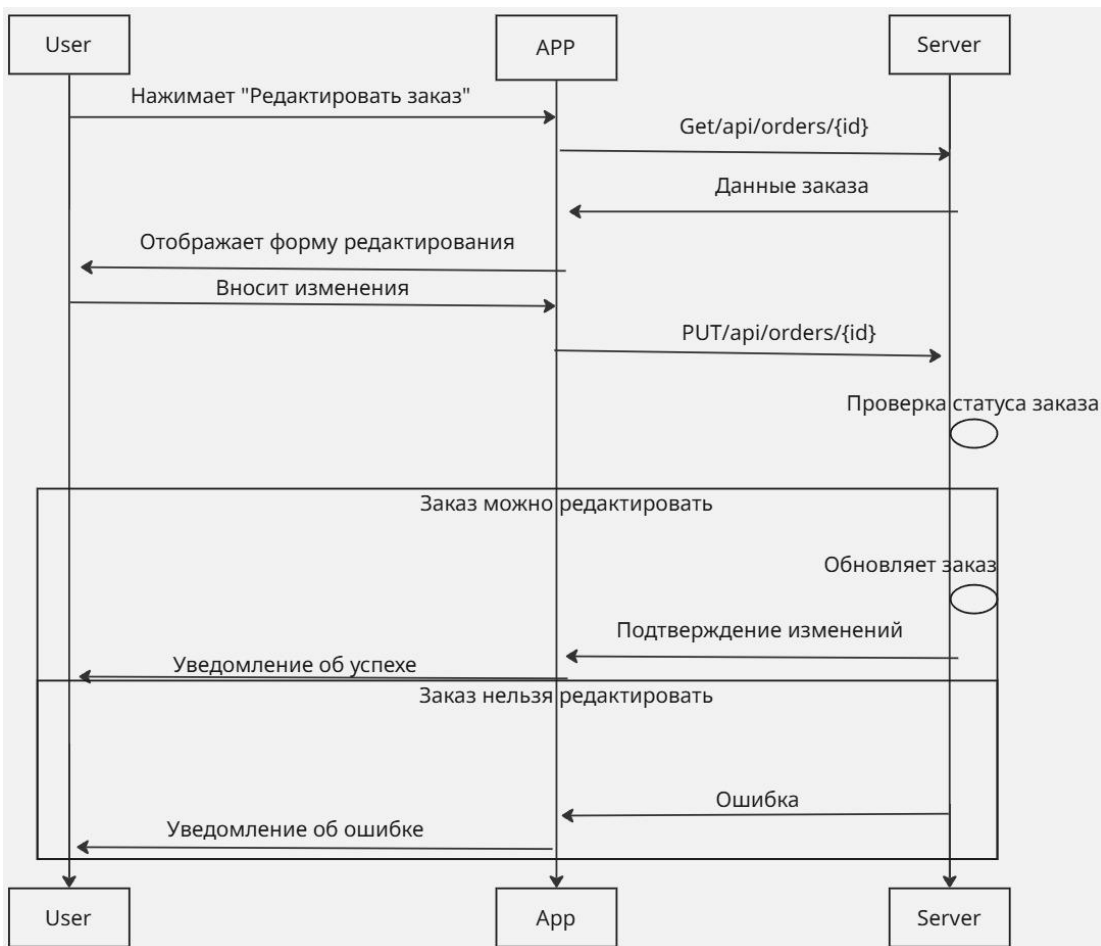 User
APP
Server
Нажимает "Редактировать заказ"
Get/api/orders/{id}
Данные заказа
Отображает форму редактирования
Вносит изменения
PUT/api/orders/{id}
Проверка статуса заказа
Заказ можно редактировать
Обновляет заказ
Подтверждение изменений
Уведомление об успехе
Заказ нельзя редактировать
Ошибка
Уведомление об ошибке
User
App
Server